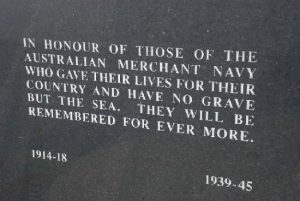 IN HONOUR OF THOSE OF THE
AUSTRALIAN MERCHANT NAVY
WHO GAVE THEIR LIVES FOR THEIR
COUNTRY AND HAVE NO GRAVE
BUT THE SEA. THEY WILL BE
REMEMBERED FOR EVER MORE.
1914-18
1939-45